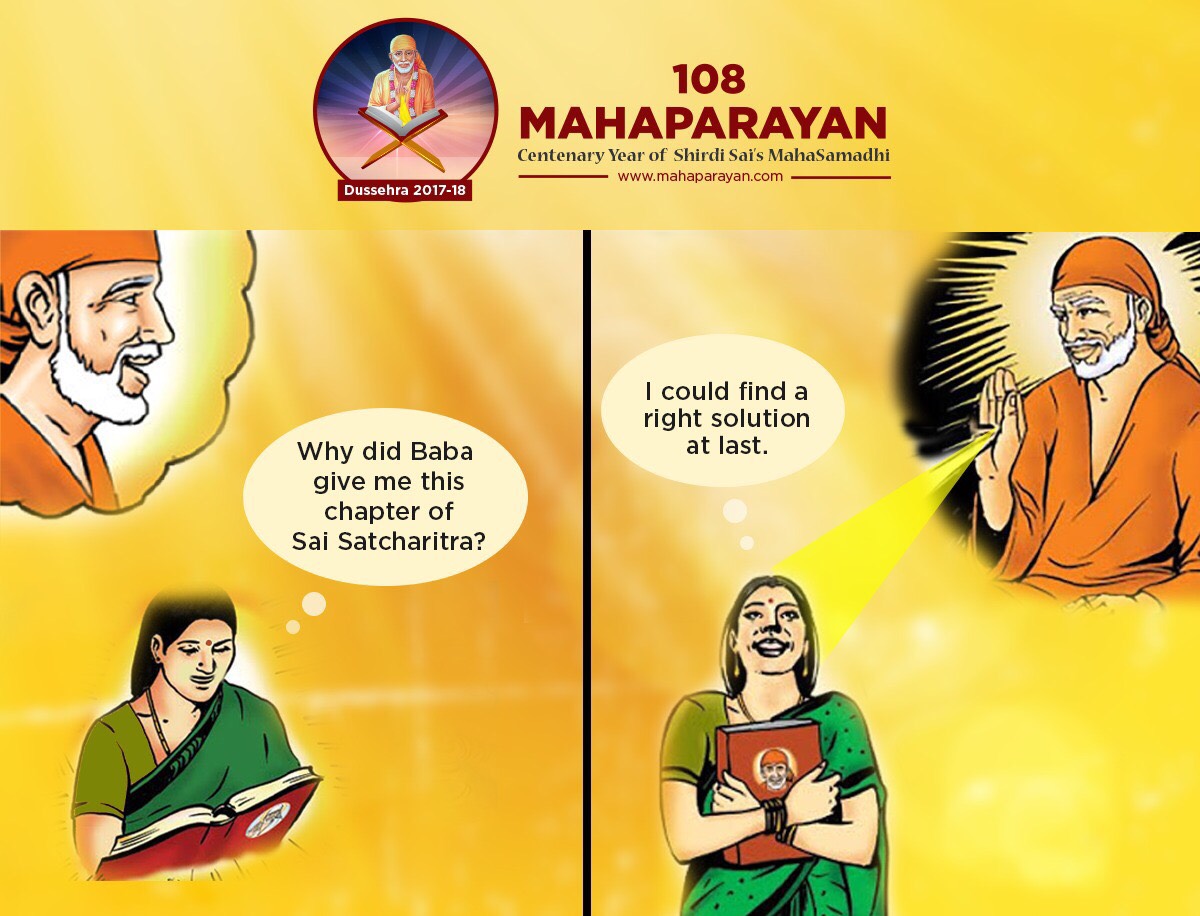 108
MAHAPARAYAN
Centenary Year of Shirdi Sai's MahaSamadhi
www.mahaparayan.com
Dussehra 2017-18
Why did Baba
give me this
chapter of
Sai Satcharitra?
I could find a
right solution
at last.